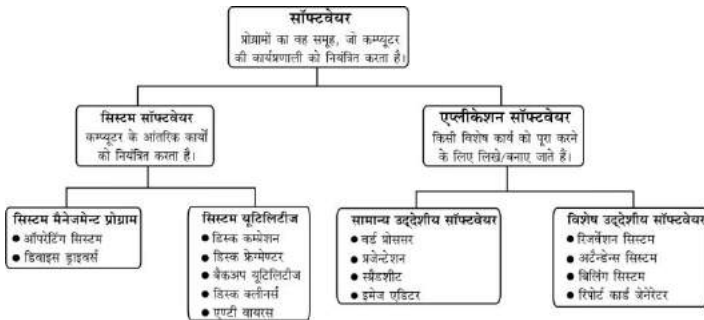 सॉफ्टवेयर
प्रोग्रामों का वह समूह, जो कम्प्यूटर
की कार्यप्रणाली को नियंत्रित करता है।
सिस्टम सॉफ्टवेयर
कम्प्यूटर के आंतरिक कार्यों
को नियंत्रित करता है।
एप्लीकेशन सॉफ्टवेयर
किसी विशेष कार्य को पूरा करने
के लिए लिखे/बनाए जाते है।
सिस्टम मैनेजमेन्ट प्रोग्राम
● ऑपरेटिंग सिस्टम
● डिवाइस ड्राइवर्स
सिस्टम यूटिलिटीज
● डिस्क कम्प्रेशन
● डिस्क फ्रेग्मेण्टर
● बैकअप यूटिलिटीज
● डिस्क क्लीनर्स
● एण्टी वायरस
सामान्य उद्देशीय सॉफ्टवेयर
● वर्ड प्रोससर
● प्रजेन्टेशन
● स्प्रैडशीट
● इमेज एडिटर
विशेष उद्देशीय सॉफ्टवेयर
● रिजर्वेशन सिस्टम
● अटैन्डेन्स सिस्टम
● बिलिंग सिस्टम
● रिपोर्ट कार्ड जेनेरेटर